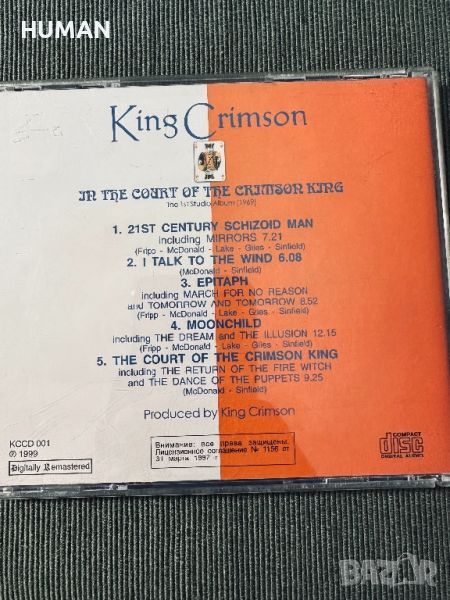 HUMAN
King Crimson
IN THE COURT OF THE CRIMSON KING
The 1st Studio Album (1969)
1. 21ST CENTURY SCHIZOID MAN
including MIRRORS 7.21
(Fripp - McDonald - Lake - Giles - Sinfield)
2. I TALK TO THE WIND 6.08
(McDonald - Sinfield)
3. EPITAPH
including MARCH FOR NO REASON
and TOMORROW AND TOMORROW 8.52
(Fripp - McDonald - Lake - Giles - Sinfield)
4. MOONCHILD
including THE DREAM and THE ILLUSION 12.15
(Fripp - McDonald - Lake - Giles - Sinfield)
5. THE COURT OF THE CRIMSON KING
including THE RETURN OF THE FIRE WITCH
and THE DANCE OF THE PUPPETS 9.25
(McDonald - Sinfield)
Produced by King Crimson
KCCD 001
℗ 1999
Digitally Remastered
Внимание: все права защищены.
Лицензионное соглашение № 1156 от
31 марта 1997 г.
COMPACT
disc
DIGITAL AUDIO
BAZAR